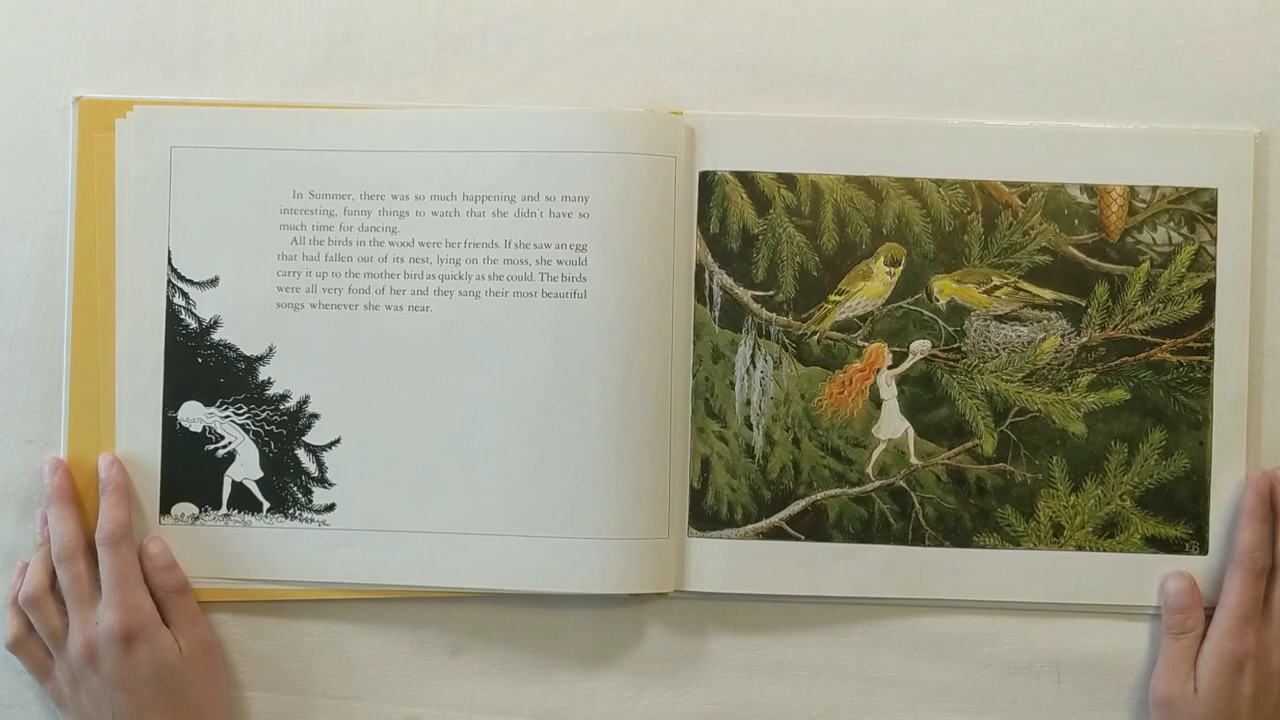 In Summer, there was so much happening and so many
interesting, funny things to watch that she didn't have so
much time for dancing.
All the birds in the wood were her friends. If she saw an egg
that had fallen out of its nest, lying on the moss, she would
carry it up to the mother bird as quickly as she could. The birds
were all very fond of her and they sang their most beautiful
songs whenever she was near.
EB